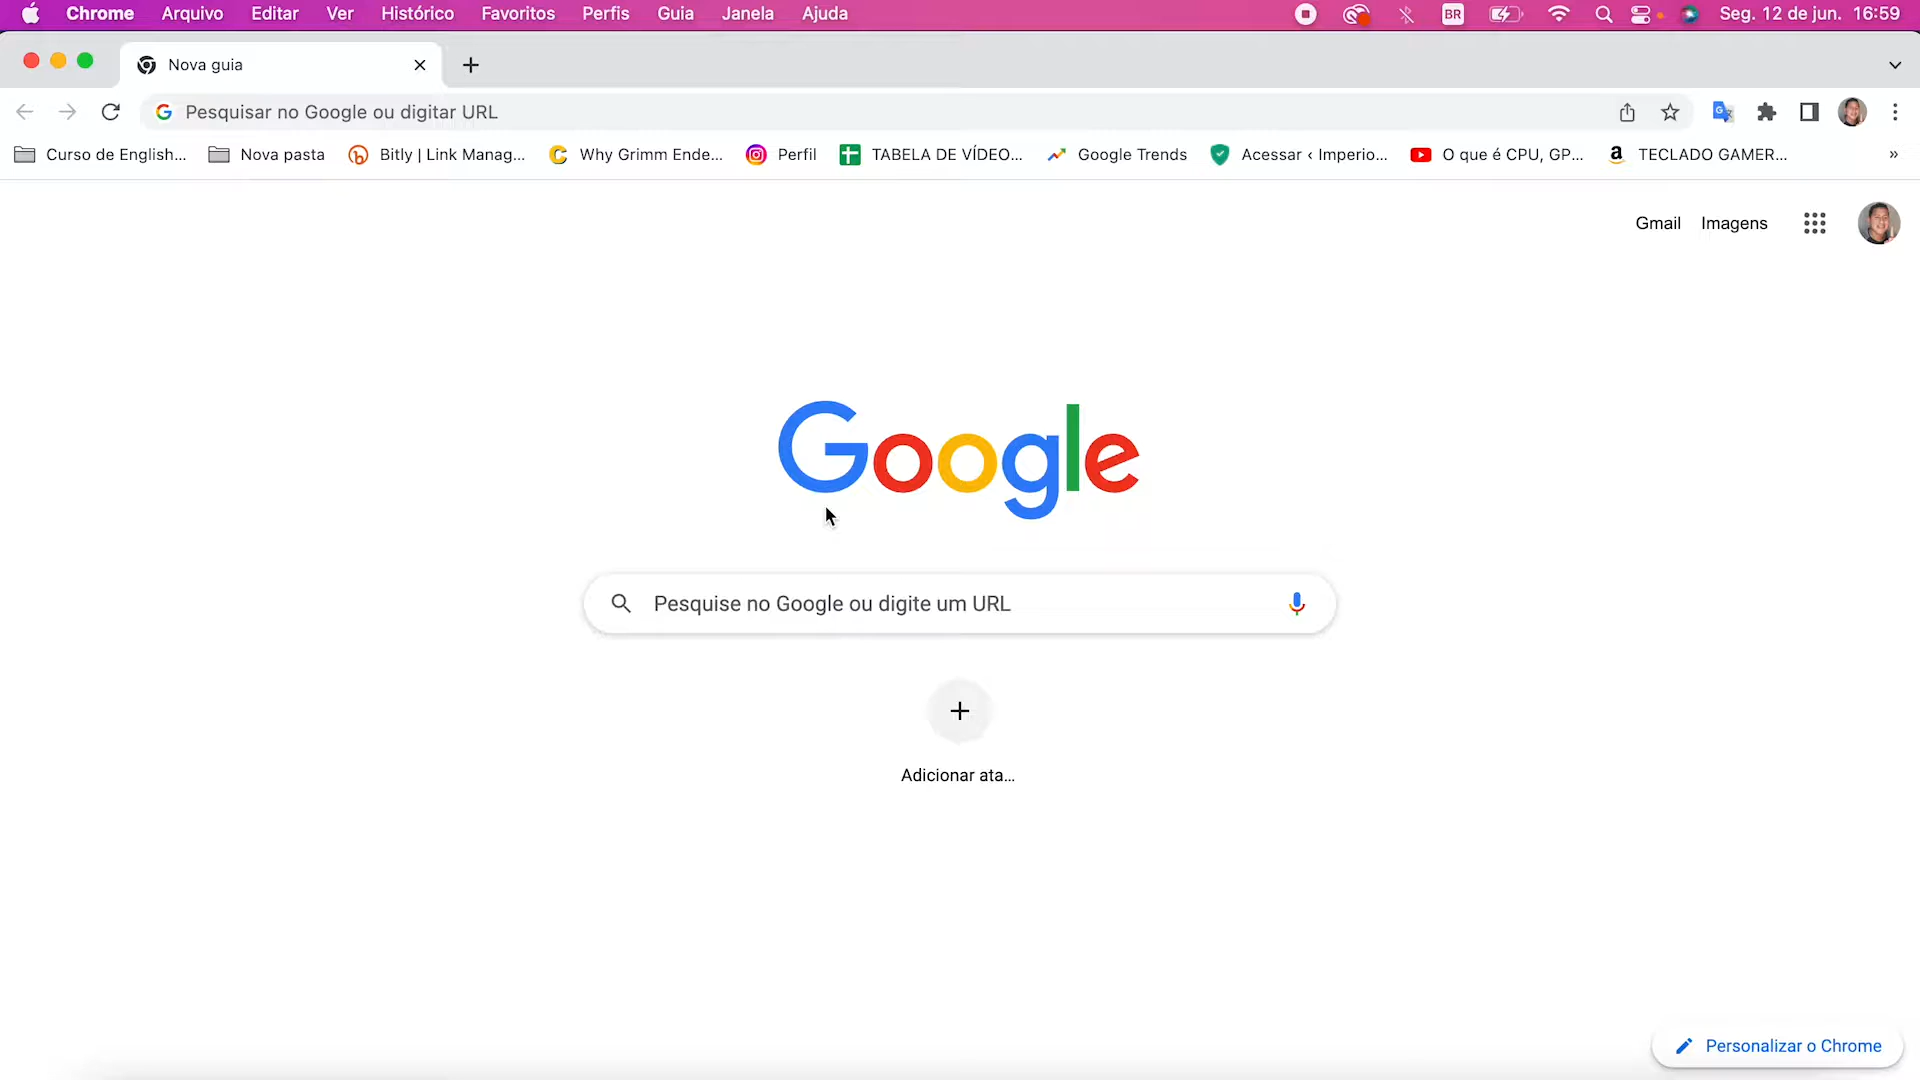 Chrome Arquivo Editar Ver Histórico Favoritos Perfis Guia Janela Ajuda BR Seg. 12 de jun. 16:59
Nova guia
Pesquisar no Google ou digitar URL
Curso de English... Nova pasta Bitly | Link Manag... Why Grimm Ende... Perfil TABELA DE VÍDEO... Google Trends Acessar ‹ Imperio... O que é CPU, GP... TECLADO GAMER... »
Gmail Imagens
Google
Pesquise no Google ou digite um URL
Adicionar ata...
Personalizar o Chrome